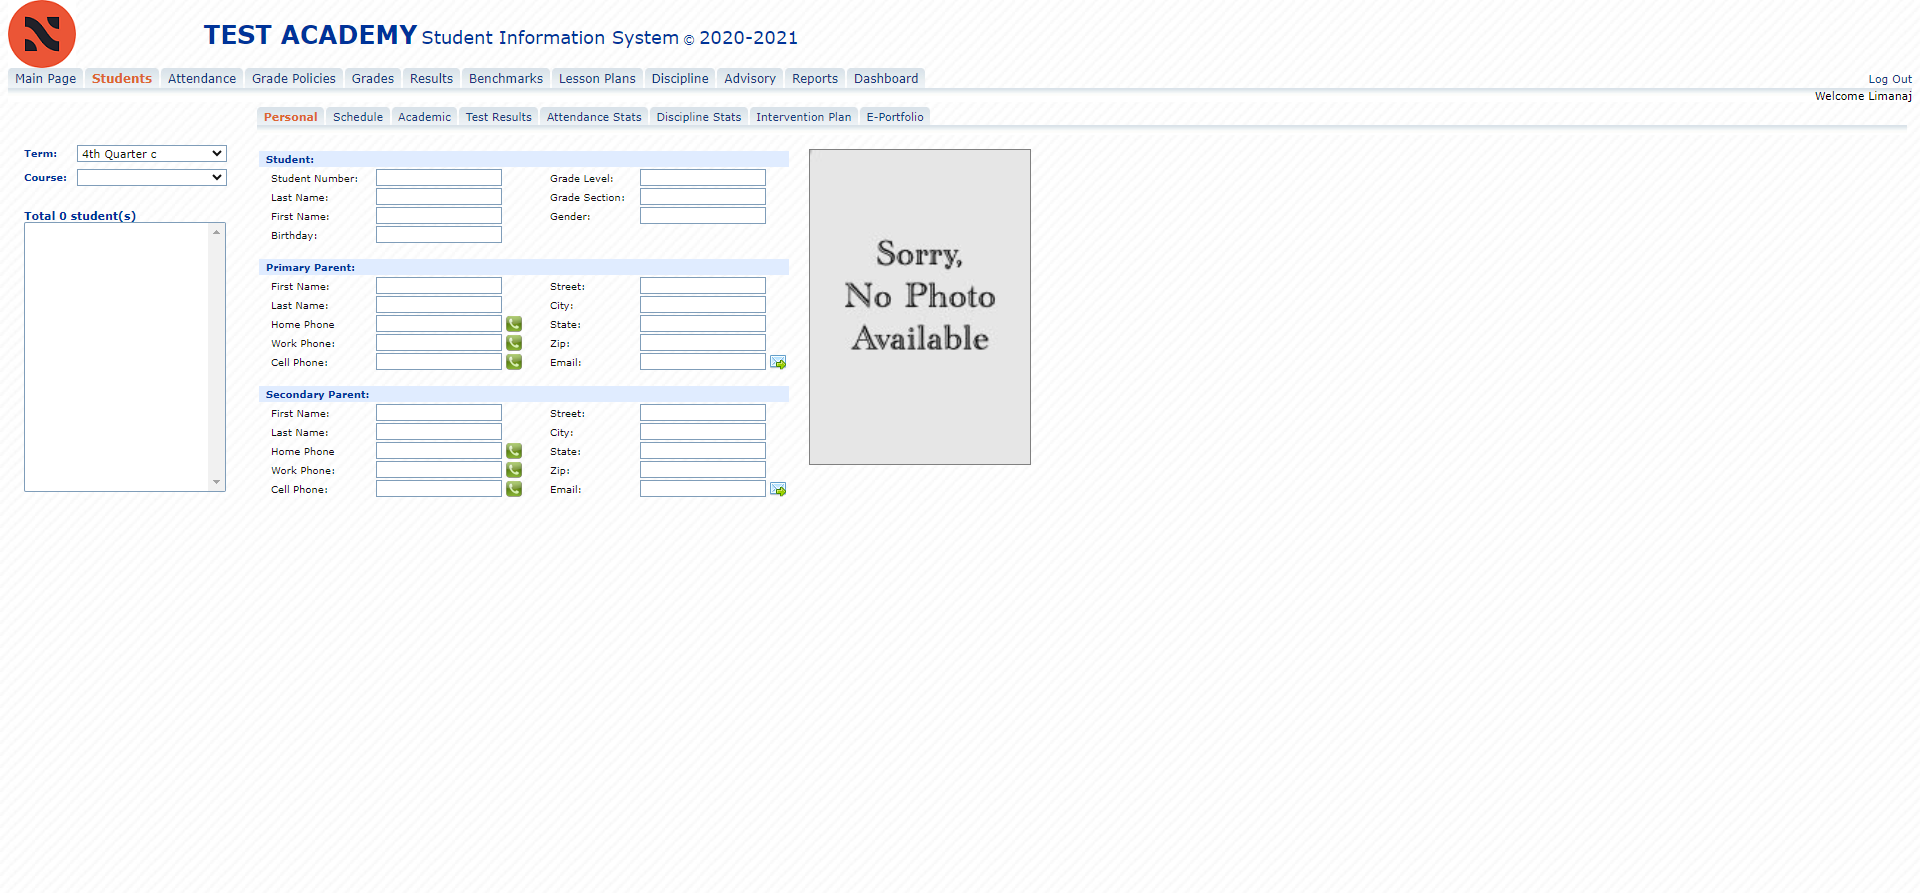 TEST ACADEMY Student Information System © 2020-2021
Main Page Students Attendance Grade Policies Grades Results Benchmarks Lesson Plans Discipline Advisory Reports Dashboard Log Out
Welcome Limanaj
Personal Schedule Academic Test Results Attendance Stats Discipline Stats Intervention Plan E-Portfolio
Term: 4th Quarter c
Course:
Total 0 student(s)
Student:
Student Number: Grade Level:
Last Name: Grade Section:
First Name: Gender:
Birthday:
Primary Parent:
First Name: Street:
Last Name: City:
Home Phone State:
Work Phone: Zip:
Cell Phone: Email:
Secondary Parent:
First Name: Street:
Last Name: City:
Home Phone State:
Work Phone: Zip:
Cell Phone: Email:
Sorry,
No Photo
Available